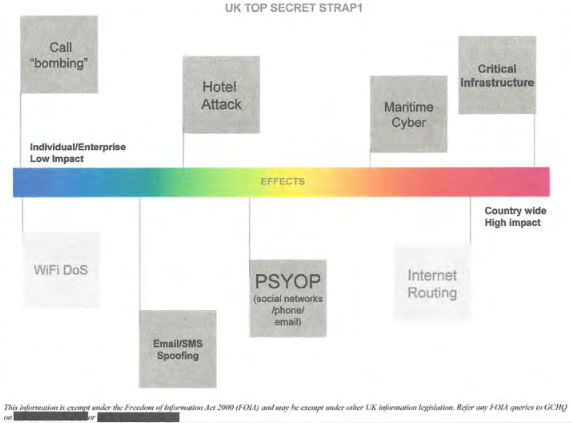 UK TOP SECRET STRAP1
Call
"bombing"
Hotel
Attack
Maritime
Cyber
Critical
Infrastructure
Individual/Enterprise
Low Impact
EFFECTS
Country wide
High impact
WiFi DoS
Email/SMS
Spoofing
PSYOP
(social networks
/phone/
email)
Internet
Routing
This information is exempt under the Freedom of Information Act 2000 (FOIA) and may be exempt under other UK information legislation. Refer any FOIA queries to GCHQ
on or